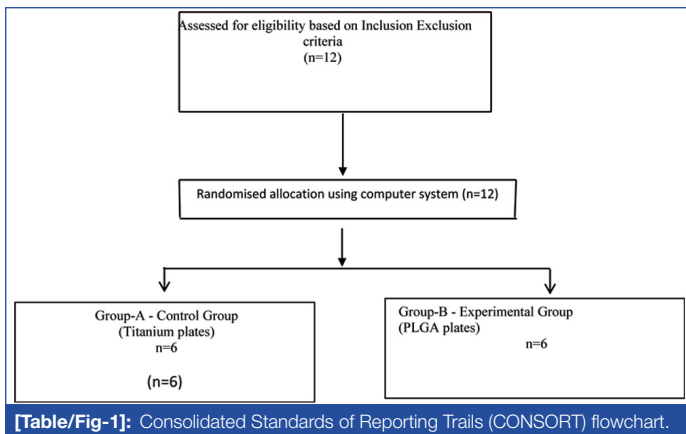 Assessed for eligibility based on Inclusion Exclusion
criteria
(n=12)
Randomised allocation using computer system (n=12)
Group-A - Control Group
(Titanium plates)
n=6
(n=6)
Group-B - Experimental Group
(PLGA plates)
n=6
[Table/Fig-1]: Consolidated Standards of Reporting Trails (CONSORT) flowchart.